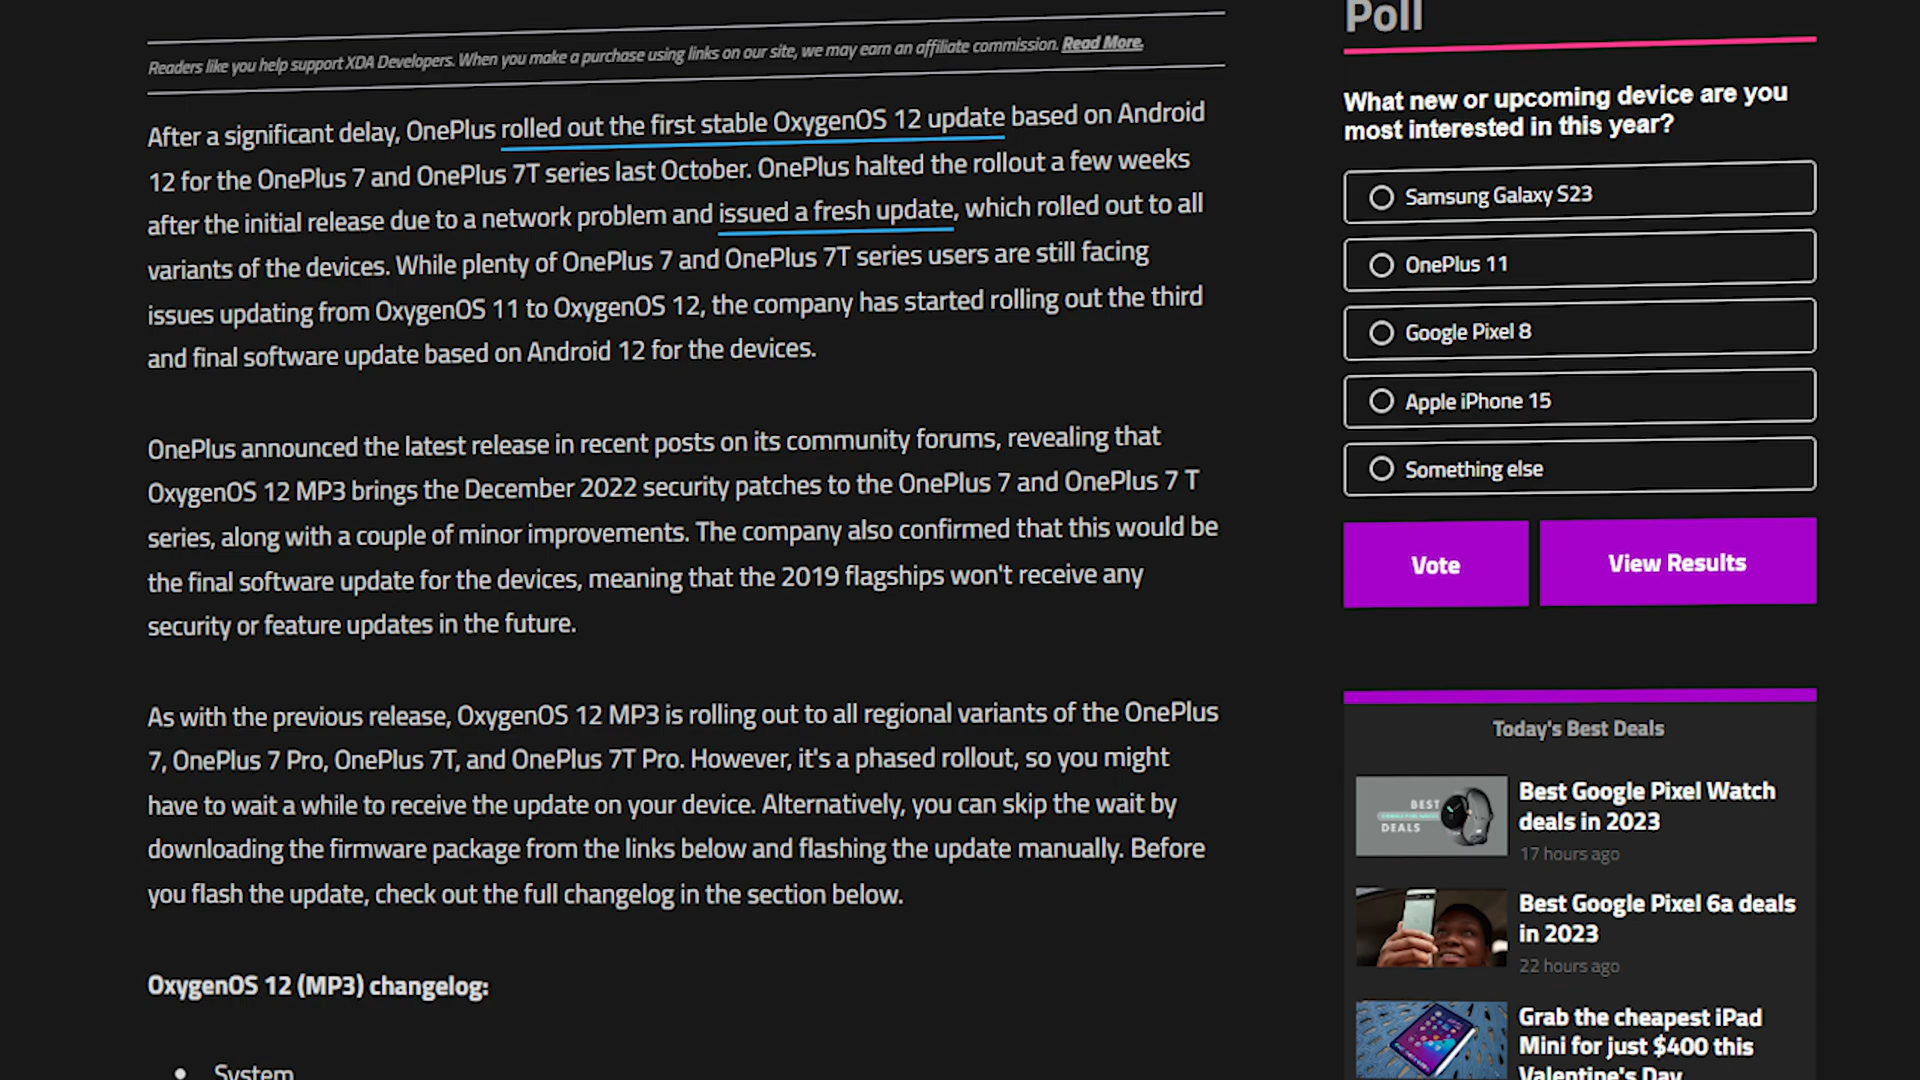 Readers like you help support XDA Developers. When you make a purchase using links on our site, we may earn an affiliate commission. Read More.
After a significant delay, OnePlus rolled out the first stable OxygenOS 12 update based on Android
12 for the OnePlus 7 and OnePlus 7T series last October. OnePlus halted the rollout a few weeks
after the initial release due to a network problem and issued a fresh update, which rolled out to all
variants of the devices. While plenty of OnePlus 7 and OnePlus 7T series users are still facing
issues updating from OxygenOS 11 to OxygenOS 12, the company has started rolling out the third
and final software update based on Android 12 for the devices.
OnePlus announced the latest release in recent posts on its community forums, revealing that
OxygenOS 12 MP3 brings the December 2022 security patches to the OnePlus 7 and OnePlus 7 T
series, along with a couple of minor improvements. The company also confirmed that this would be
the final software update for the devices, meaning that the 2019 flagships won't receive any
security or feature updates in the future.
As with the previous release, OxygenOS 12 MP3 is rolling out to all regional variants of the OnePlus
7, OnePlus 7 Pro, OnePlus 7T, and OnePlus 7T Pro. However, it's a phased rollout, so you might
have to wait a while to receive the update on your device. Alternatively, you can skip the wait by
downloading the firmware package from the links below and flashing the update manually. Before
you flash the update, check out the full changelog in the section below.
OxygenOS 12 (MP3) changelog:
• System
Poll
What new or upcoming device are you
most interested in this year?
Samsung Galaxy S23
OnePlus 11
Google Pixel 8
Apple iPhone 15
Something else
Vote
View Results
Today's Best Deals
BEST
DEALS
Best Google Pixel Watch
deals in 2023
17 hours ago
Best Google Pixel 6a deals
in 2023
22 hours ago
Grab the cheapest iPad
Mini for just $400 this
Valentine's Day